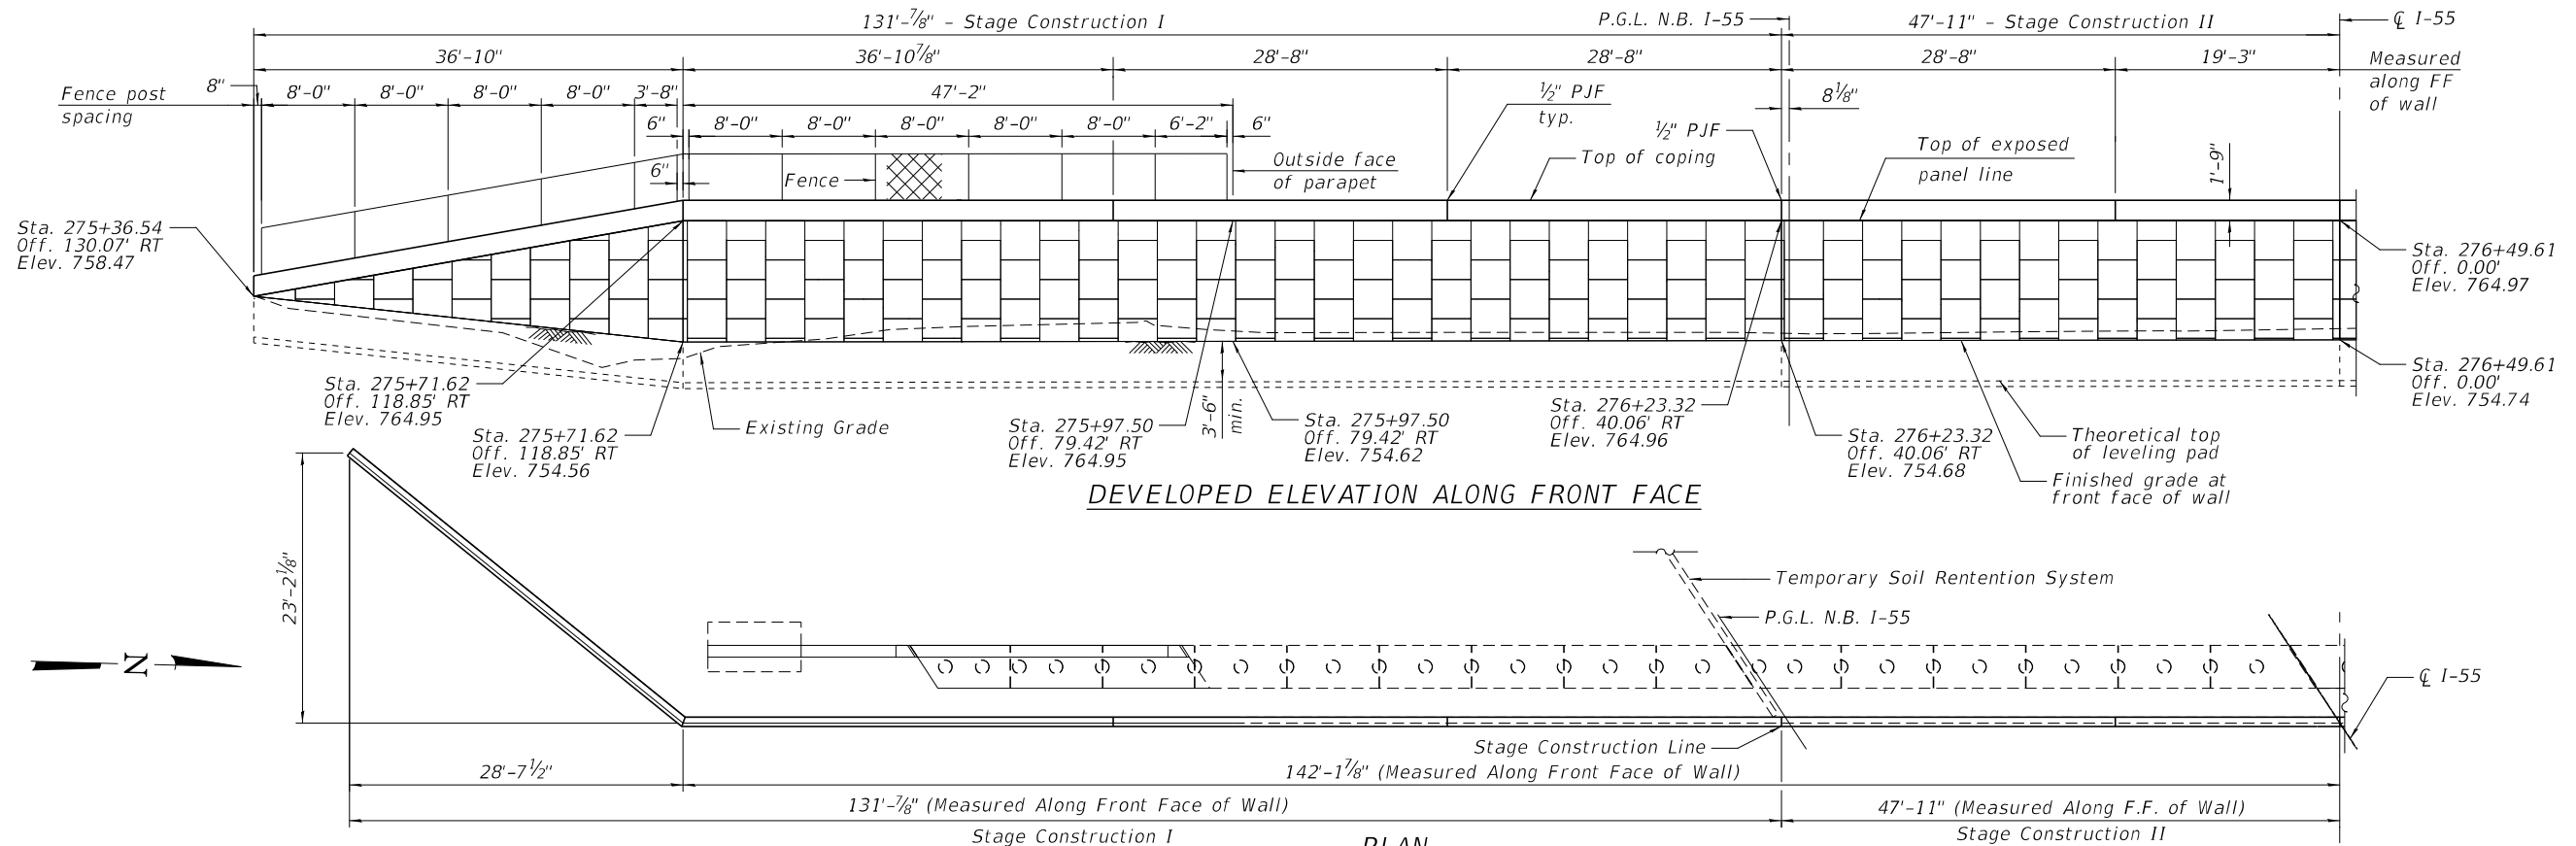 131'-⅞" - Stage Construction I
P.G.L. N.B. I-55
47'-11" - Stage Construction II
℄ I-55
36'-10"
36'-10⅞"
28'-8"
28'-8"
28'-8"
19'-3"
Measured
along FF
of wall
Fence post
spacing
8"
8'-0"
8'-0"
8'-0"
8'-0"
3'-8"
47'-2"
½" PJF
typ.
8⅛"
6"
8'-0"
8'-0"
8'-0"
8'-0"
8'-0"
6'-2"
6"
½" PJF
Top of exposed
panel line
1'-9"
6"
Fence
Outside face
of parapet
Top of coping
Sta. 275+36.54
Off. 130.07' RT
Elev. 758.47
Sta. 276+49.61
Off. 0.00'
Elev. 764.97
Sta. 275+71.62
Off. 118.85' RT
Elev. 764.95
Sta. 275+71.62
Off. 118.85' RT
Elev. 754.56
Existing Grade
Sta. 275+97.50
Off. 79.42' RT
Elev. 764.95
3'-6"
min.
Sta. 275+97.50
Off. 79.42' RT
Elev. 754.62
Sta. 276+23.32
Off. 40.06' RT
Elev. 764.96
Sta. 276+23.32
Off. 40.06' RT
Elev. 754.68
Theoretical top
of leveling pad
Finished grade at
front face of wall
Sta. 276+49.61
Off. 0.00'
Elev. 754.74
DEVELOPED ELEVATION ALONG FRONT FACE
23'-2⅛"
N
Temporary Soil Rentention System
P.G.L. N.B. I-55
℄ I-55
Stage Construction Line
28'-7½"
142'-1⅞" (Measured Along Front Face of Wall)
131'-⅞" (Measured Along Front Face of Wall)
47'-11" (Measured Along F.F. of Wall)
Stage Construction I
Stage Construction II
PLAN